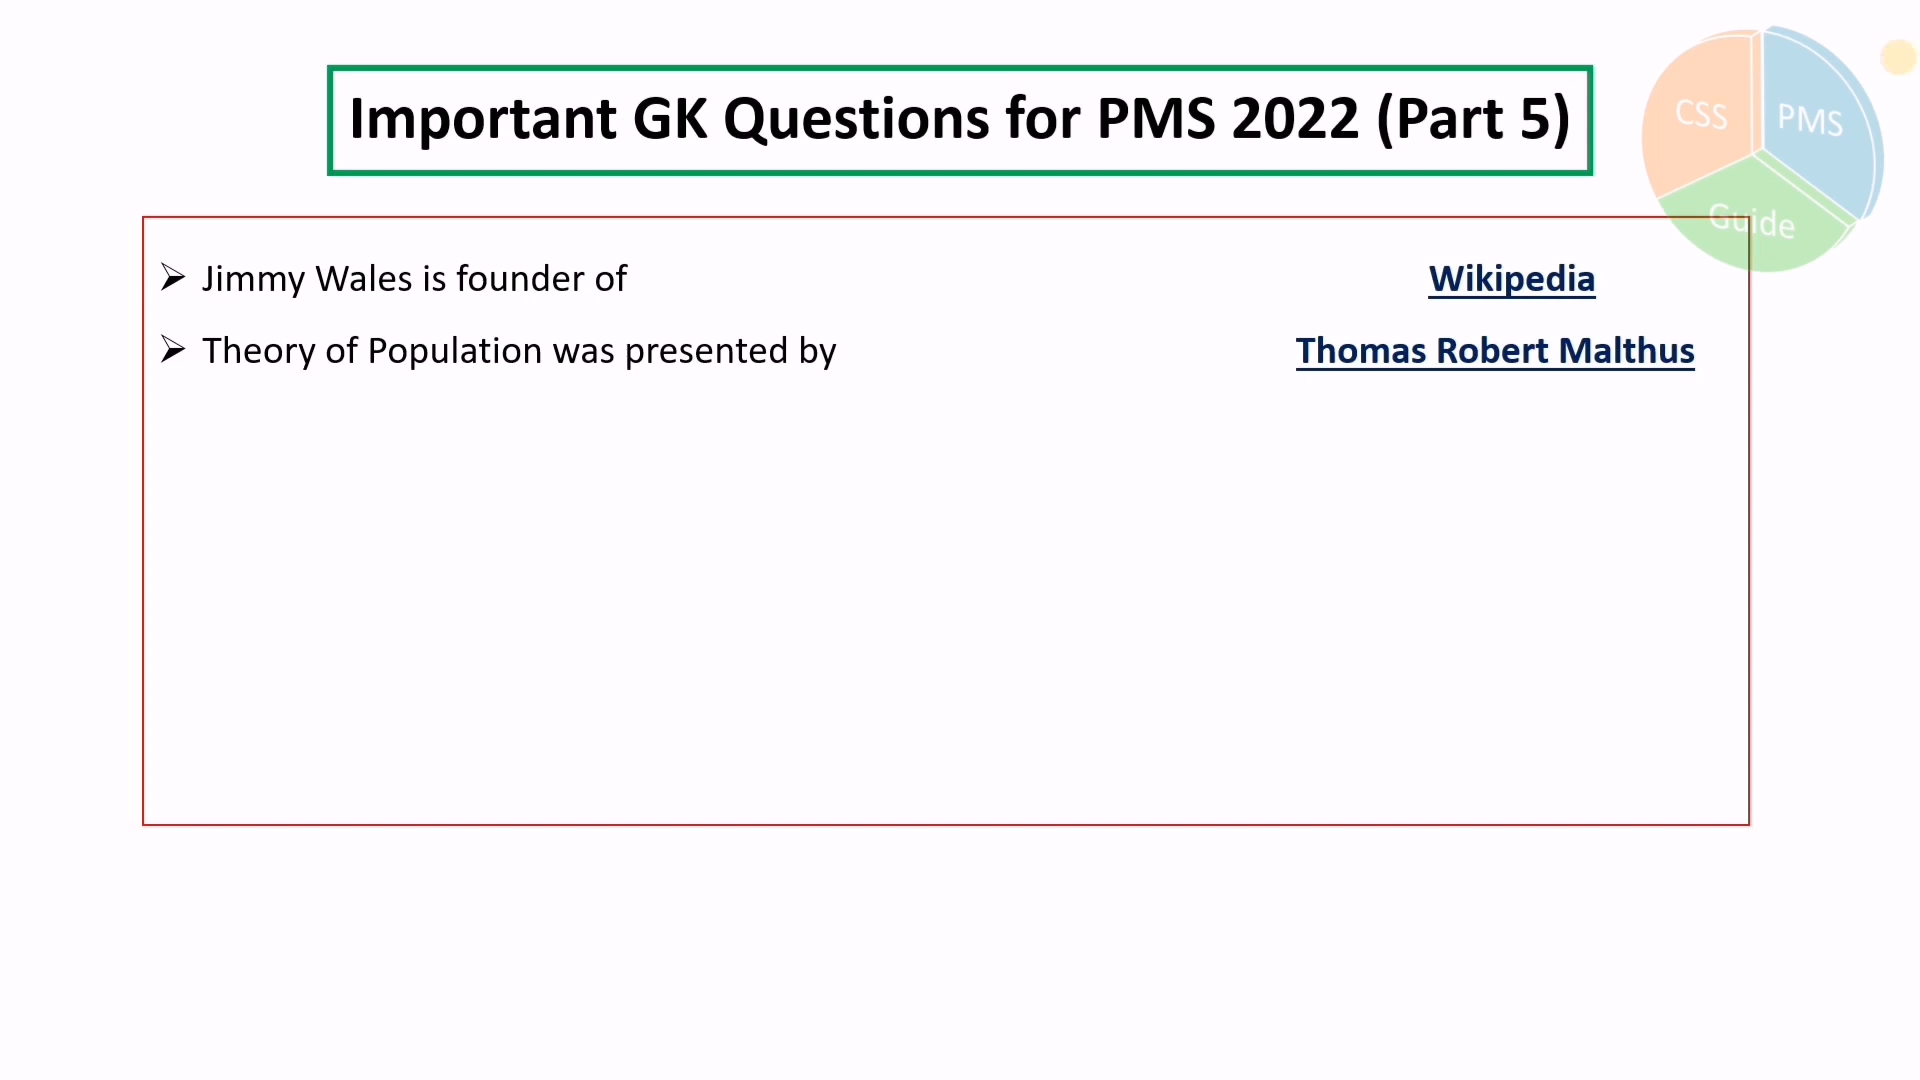 Important GK Questions for PMS 2022 (Part 5)
CSS PMS
Guide
➢ Jimmy Wales is founder of Wikipedia
➢ Theory of Population was presented by Thomas Robert Malthus